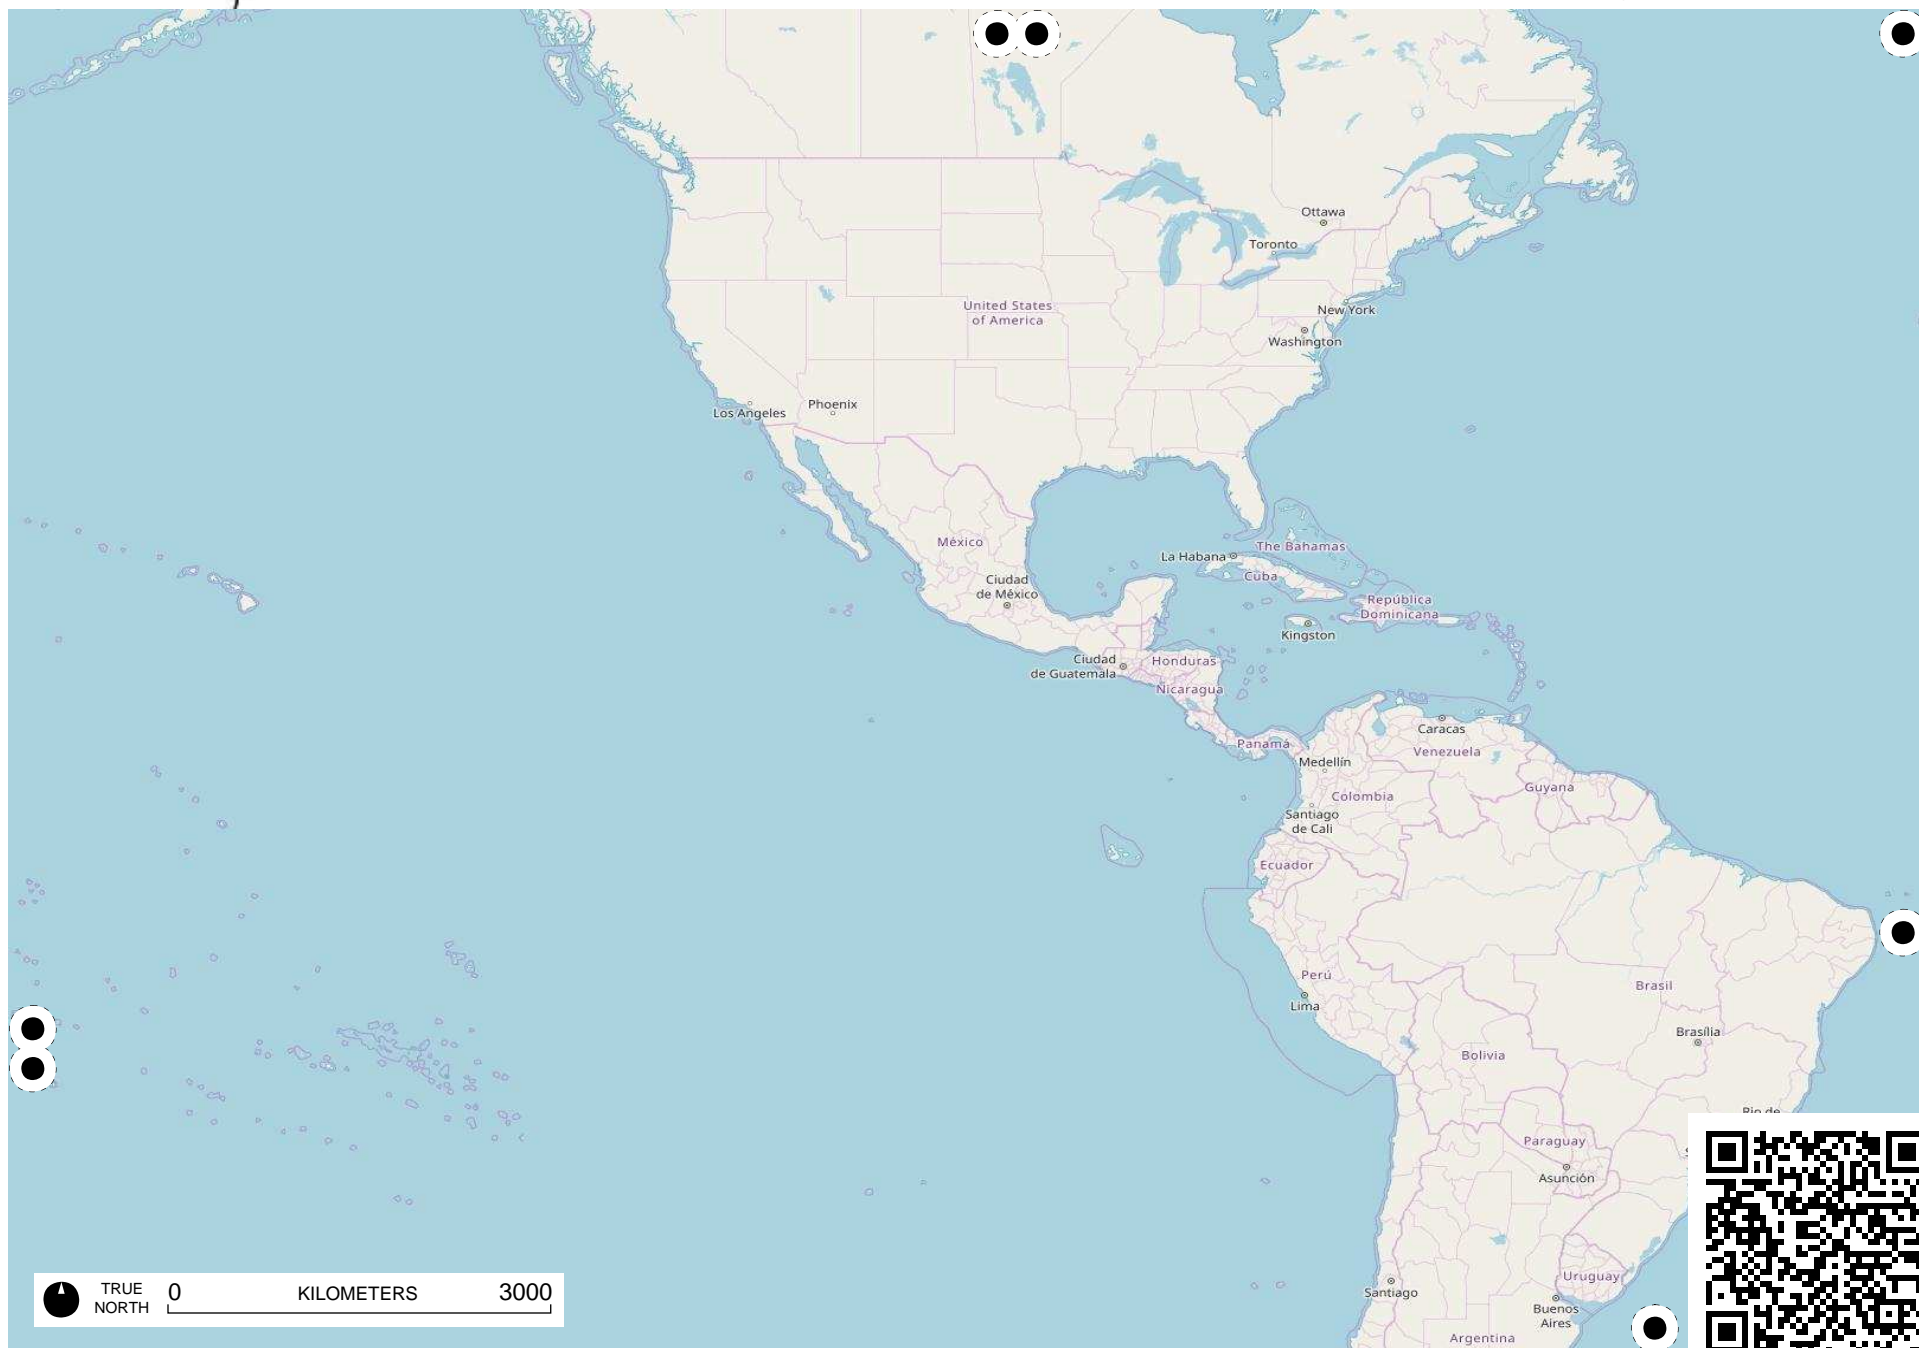 Ottawa
Toronto
United States
of America
New York
Washington
Los Angeles
Phoenix
México
La Habana
The Bahamas
Cuba
Ciudad
de México
República
Dominicana
Kingston
Ciudad
de Guatemala
Honduras
Nicaragua
Caracas
Panamá
Venezuela
Medellín
Guyana
Colombia
Santiago
de Cali
Ecuador
Perú
Brasil
Lima
Brasília
Bolivia
Rio de
Paraguay
Asunción
Uruguay
TRUE
NORTH
0 KILOMETERS 3000
Santiago
Buenos
Aires
Argentina